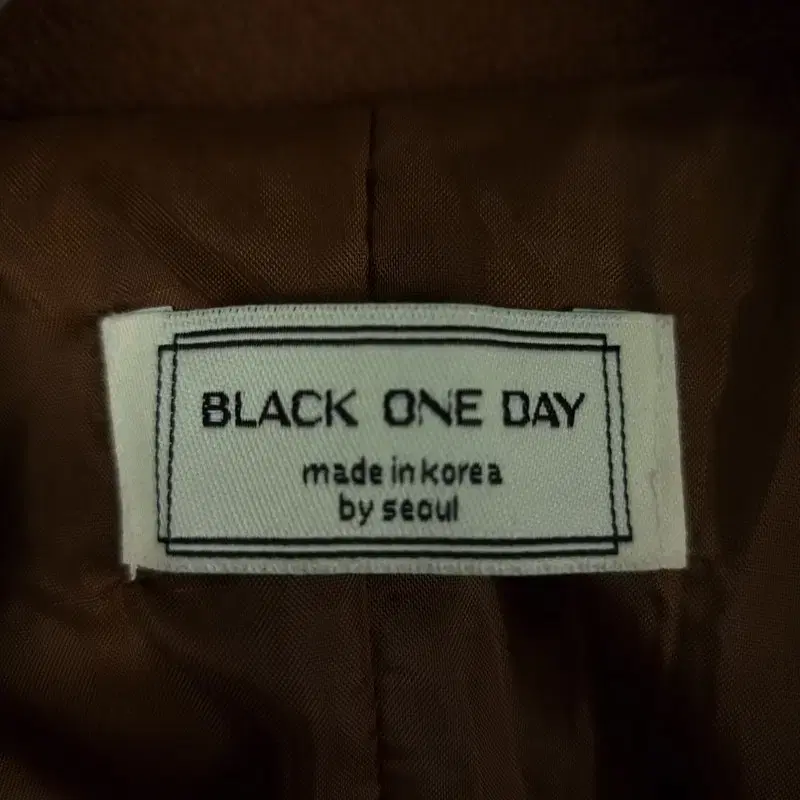 BLACK ONE DAY
made in korea
by seoul